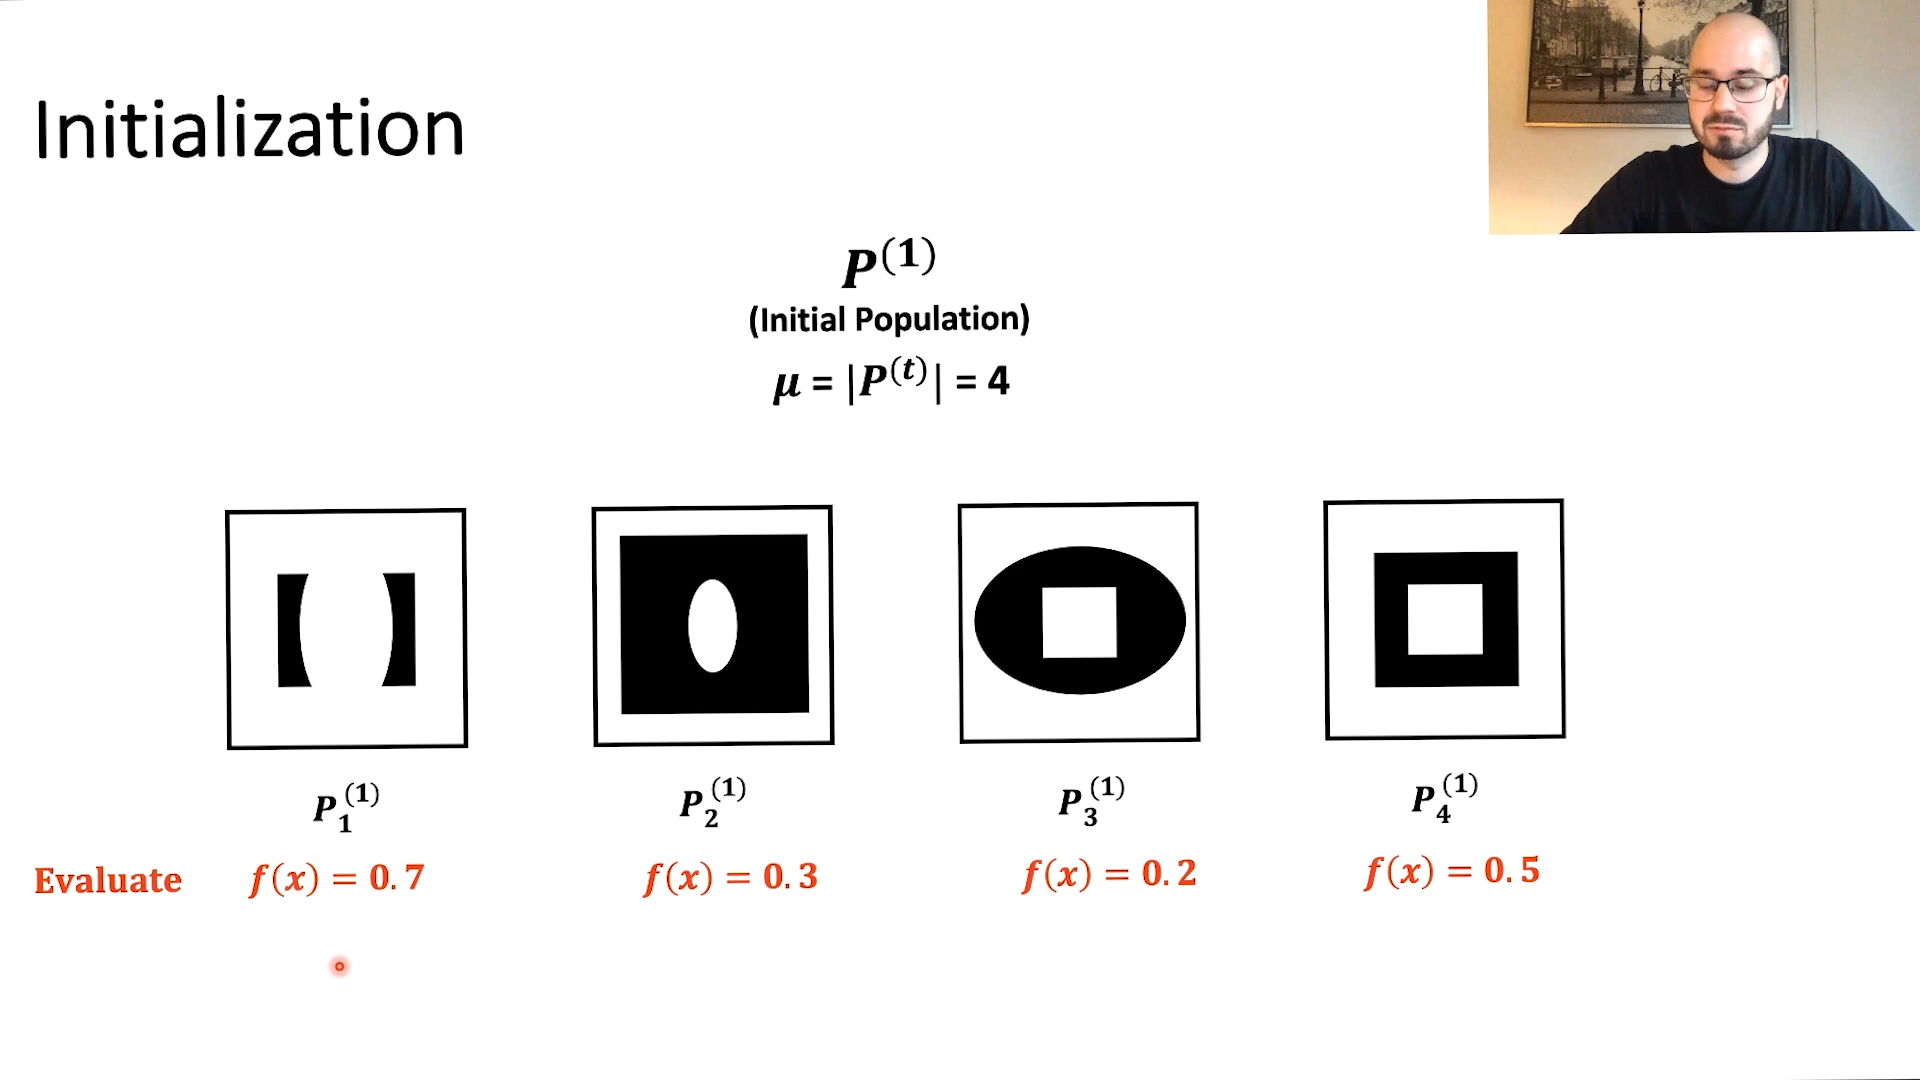 Initialization
P^(1)
(Initial Population)
μ = |P^(t)| = 4
P_1^(1) P_2^(1) P_3^(1) P_4^(1)
Evaluate f(x) = 0.7 f(x) = 0.3 f(x) = 0.2 f(x) = 0.5